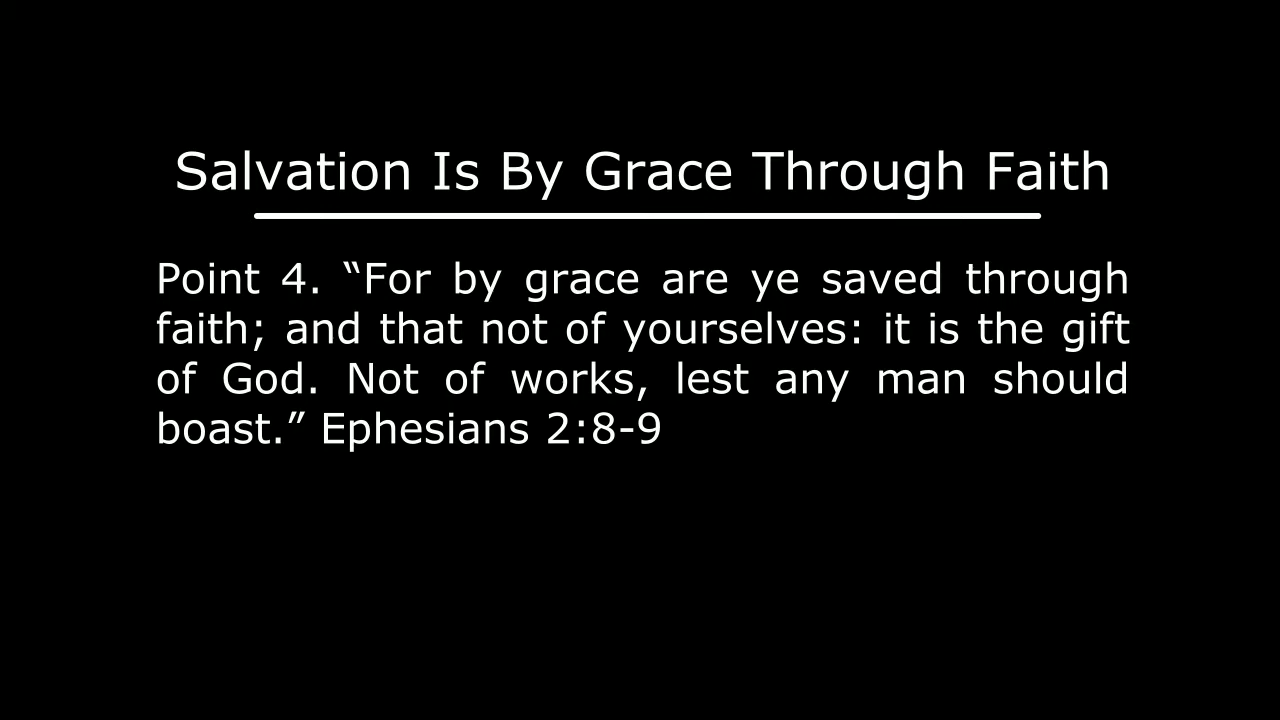 Salvation Is By Grace Through Faith
Point 4. “For by grace are ye saved through
faith; and that not of yourselves: it is the gift
of God. Not of works, lest any man should
boast.” Ephesians 2:8-9